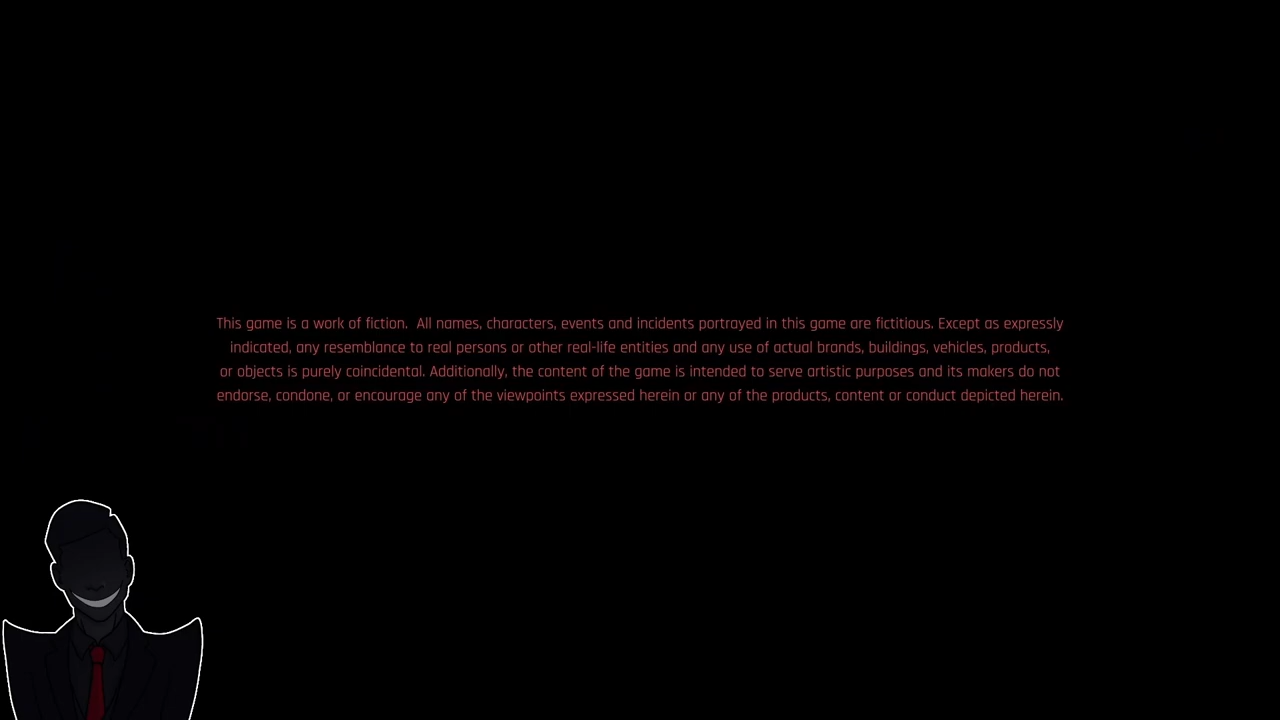 This game is a work of fiction.  All names, characters, events and incidents portrayed in this game are fictitious. Except as expressly
indicated, any resemblance to real persons or other real-life entities and any use of actual brands, buildings, vehicles, products,
or objects is purely coincidental. Additionally, the content of the game is intended to serve artistic purposes and its makers do not
endorse, condone, or encourage any of the viewpoints expressed herein or any of the products, content or conduct depicted herein.